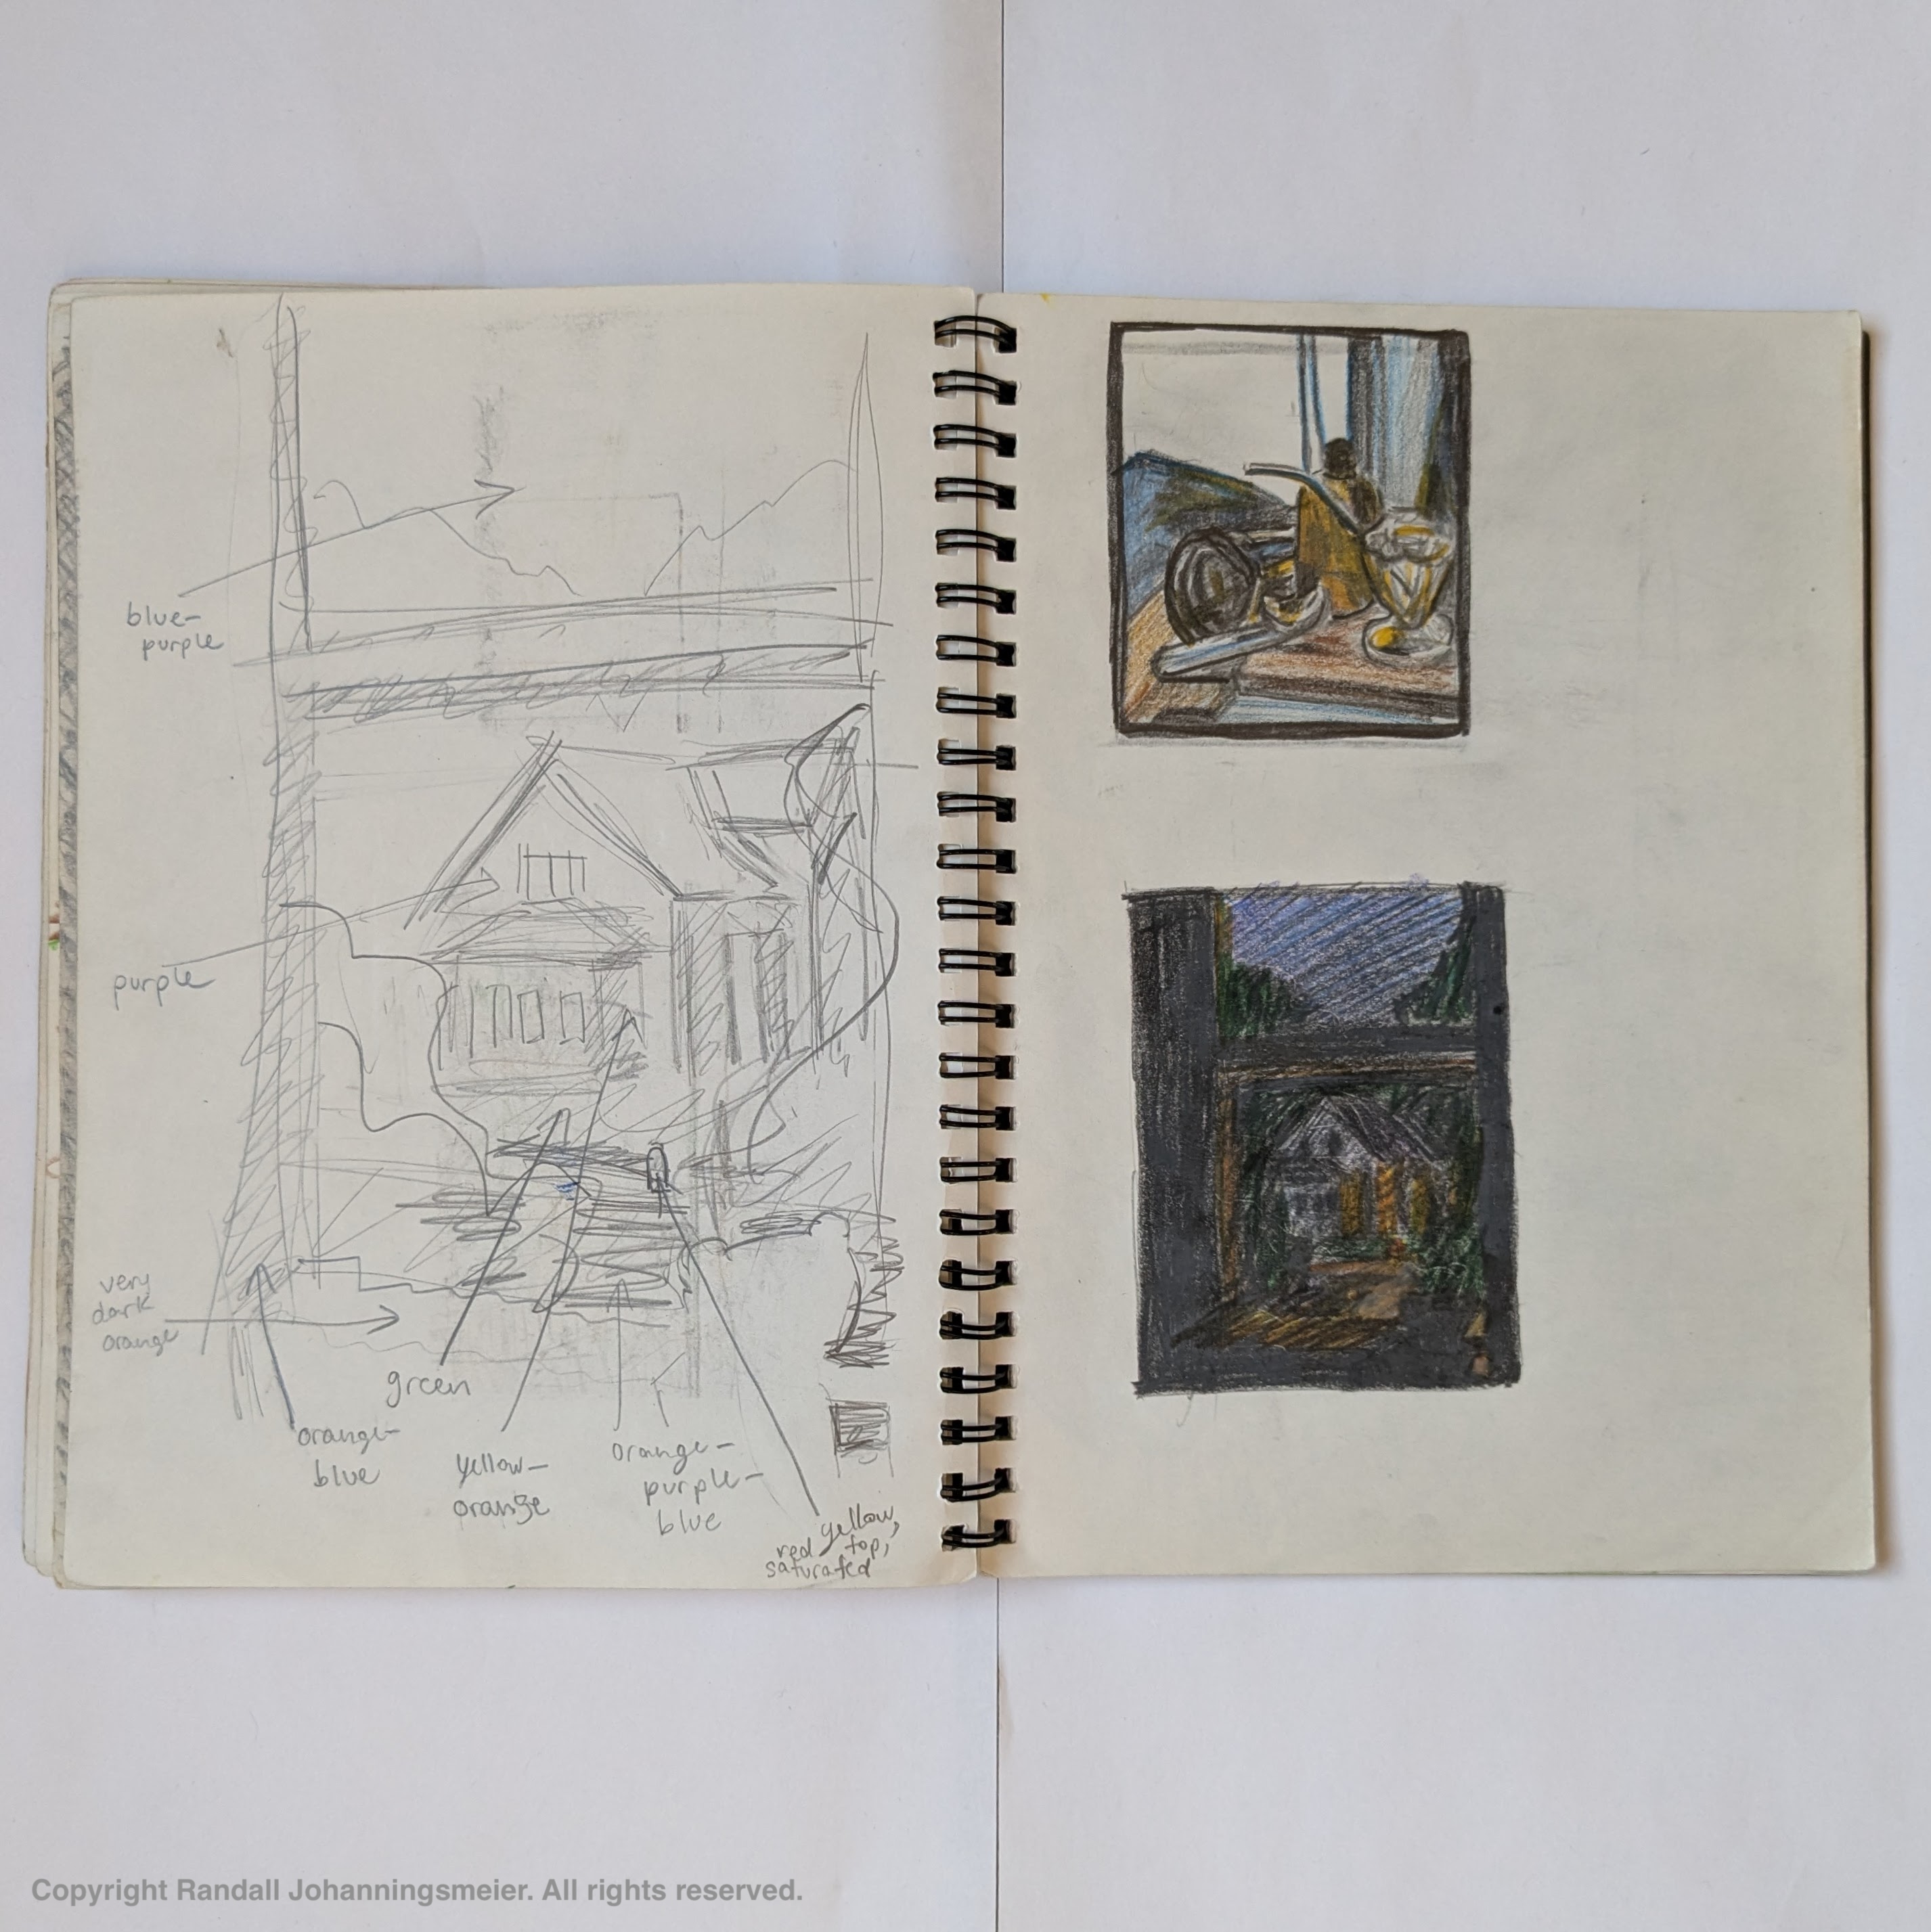 blue-
purple
purple
very
dark
orange
green
orange-
blue
yellow-
orange
orange-
purple-
blue
yellow,
red top,
saturated
Copyright Randall Johanningsmeier. All rights reserved.